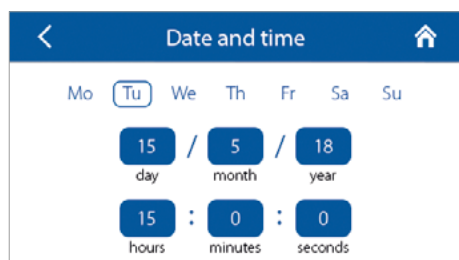 Date and time
Mo Tu We Th Fr Sa Su
15 / 5 / 18
day month year
15 : 0 : 0
hours minutes seconds